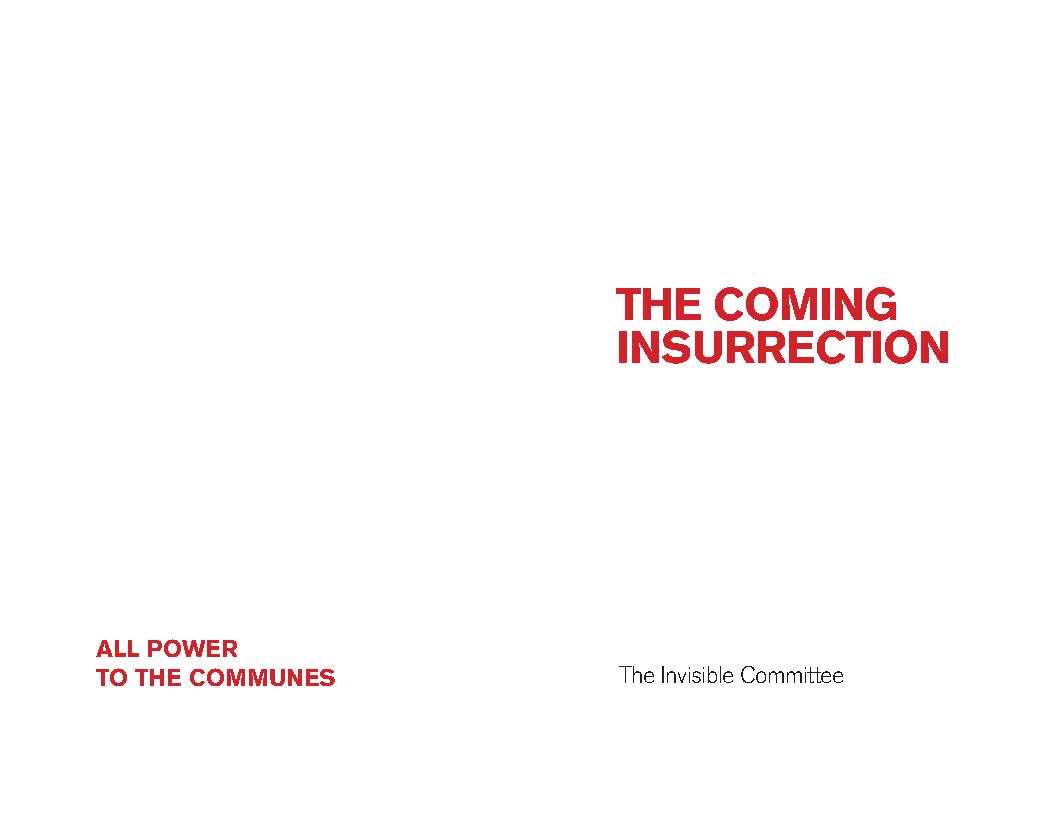 ALL POWER
TO THE COMMUNES
THE COMING
INSURRECTION
The Invisible Committee